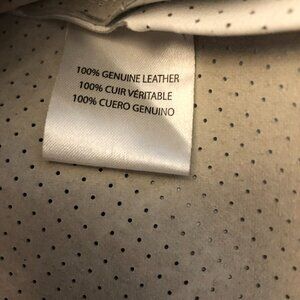 100% GENUINE LEATHER
100% CUIR VÉRITABLE
100% CUERO GENUINO